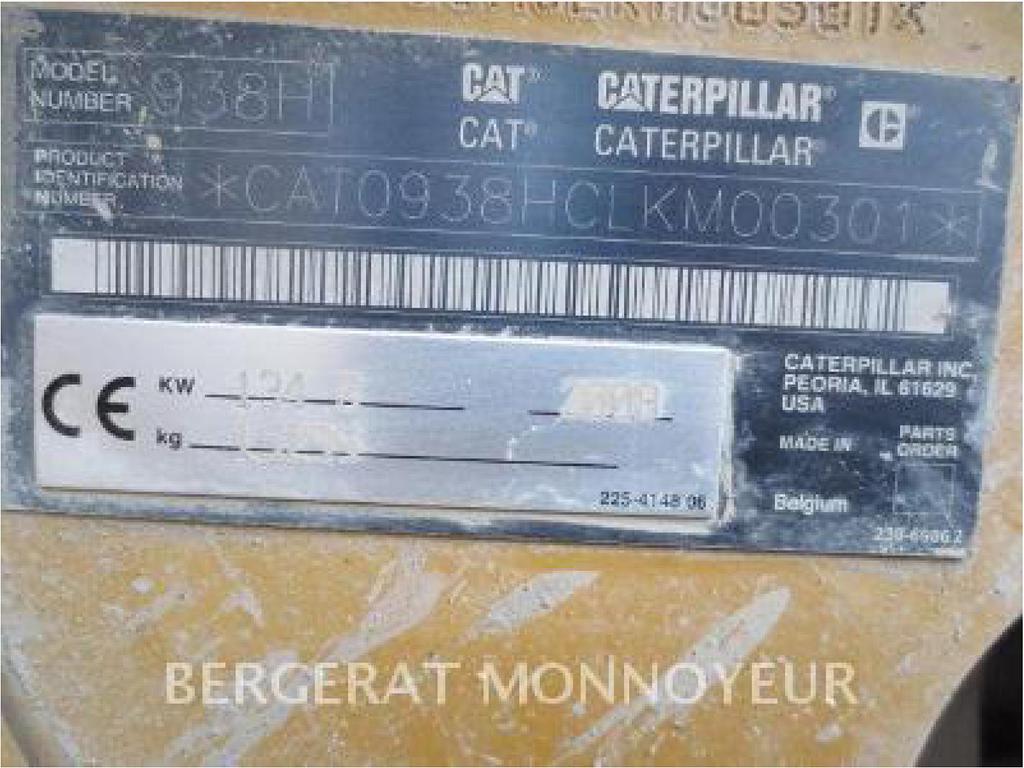 MODEL
NUMBER 938H
CAT® CATERPILLAR®
CAT® CATERPILLAR®
PRODUCT
IDENTIFICATION
NUMBER *CAT0938HCLKM00301*
CE KW
kg
225-4148 06
CATERPILLAR INC.
PEORIA, IL 61629
USA
MADE IN
Belgium
PARTS
ORDER
BERGERAT MONNOYEUR